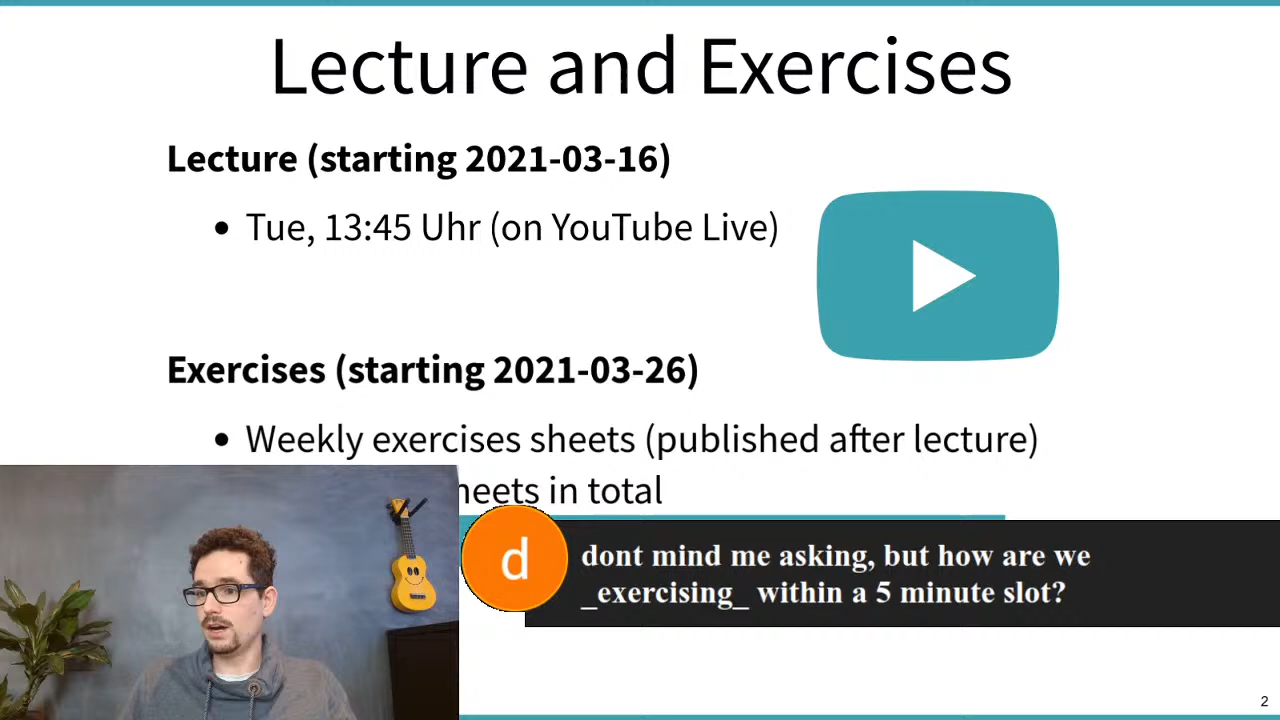 Lecture and Exercises
Lecture (starting 2021-03-16)
• Tue, 13:45 Uhr (on YouTube Live)
Exercises (starting 2021-03-26)
• Weekly exercises sheets (published after lecture)
in total
d
dont mind me asking, but how are we
_exercising_ within a 5 minute slot?
2